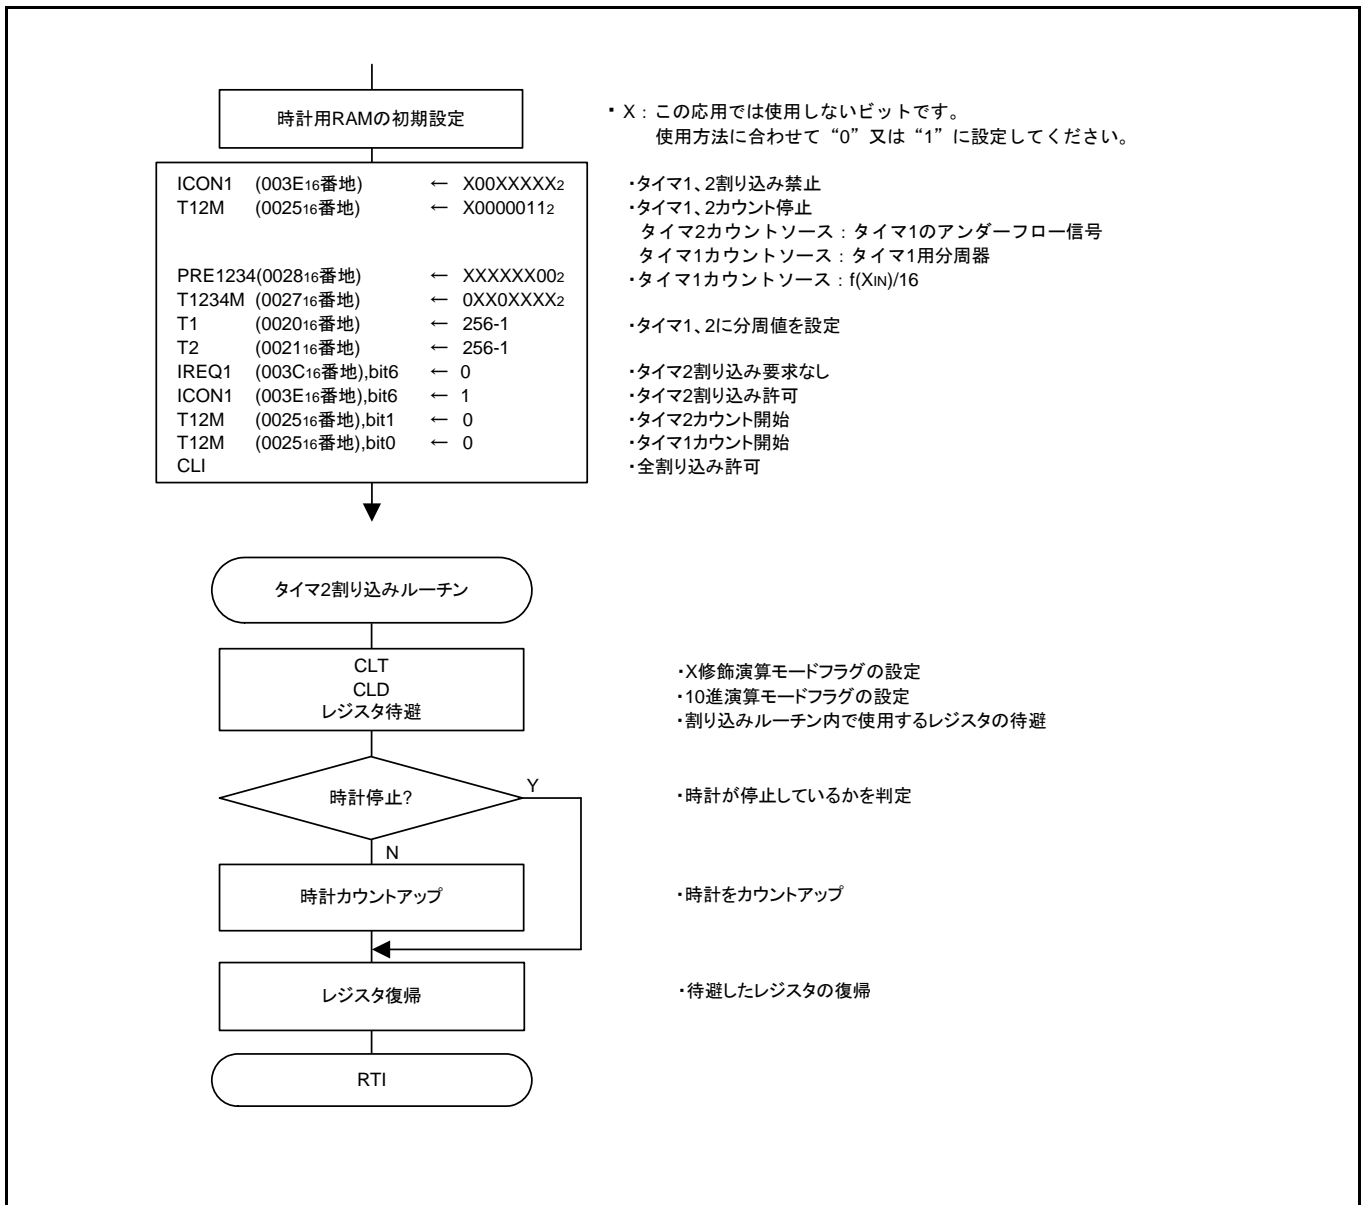 時計用RAMの初期設定
・X：この応用では使用しないビットです。
使用方法に合わせて“0”又は“1”に設定してください。
ICON1 (003E16番地) ← X00XXXXX2 ・タイマ1、2割り込み禁止
T12M (002516番地) ← X00000112 ・タイマ1、2カウント停止
タイマ2カウントソース：タイマ1のアンダーフロー信号
タイマ1カウントソース：タイマ1用分周器
PRE1234(002816番地) ← XXXXXX002 ・タイマ1カウントソース：f(XIN)/16
T1234M (002716番地) ← 0XX0XXXX2
T1 (002016番地) ← 256-1 ・タイマ1、2に分周値を設定
T2 (002116番地) ← 256-1
IREQ1 (003C16番地),bit6 ← 0 ・タイマ2割り込み要求なし
ICON1 (003E16番地),bit6 ← 1 ・タイマ2割り込み許可
T12M (002516番地),bit1 ← 0 ・タイマ2カウント開始
T12M (002516番地),bit0 ← 0 ・タイマ1カウント開始
CLI ・全割り込み許可
タイマ2割り込みルーチン
CLT ・X修飾演算モードフラグの設定
CLD ・10進演算モードフラグの設定
レジスタ待避 ・割り込みルーチン内で使用するレジスタの待避
時計停止? Y ・時計が停止しているかを判定
N
時計カウントアップ ・時計をカウントアップ
レジスタ復帰 ・待避したレジスタの復帰
RTI